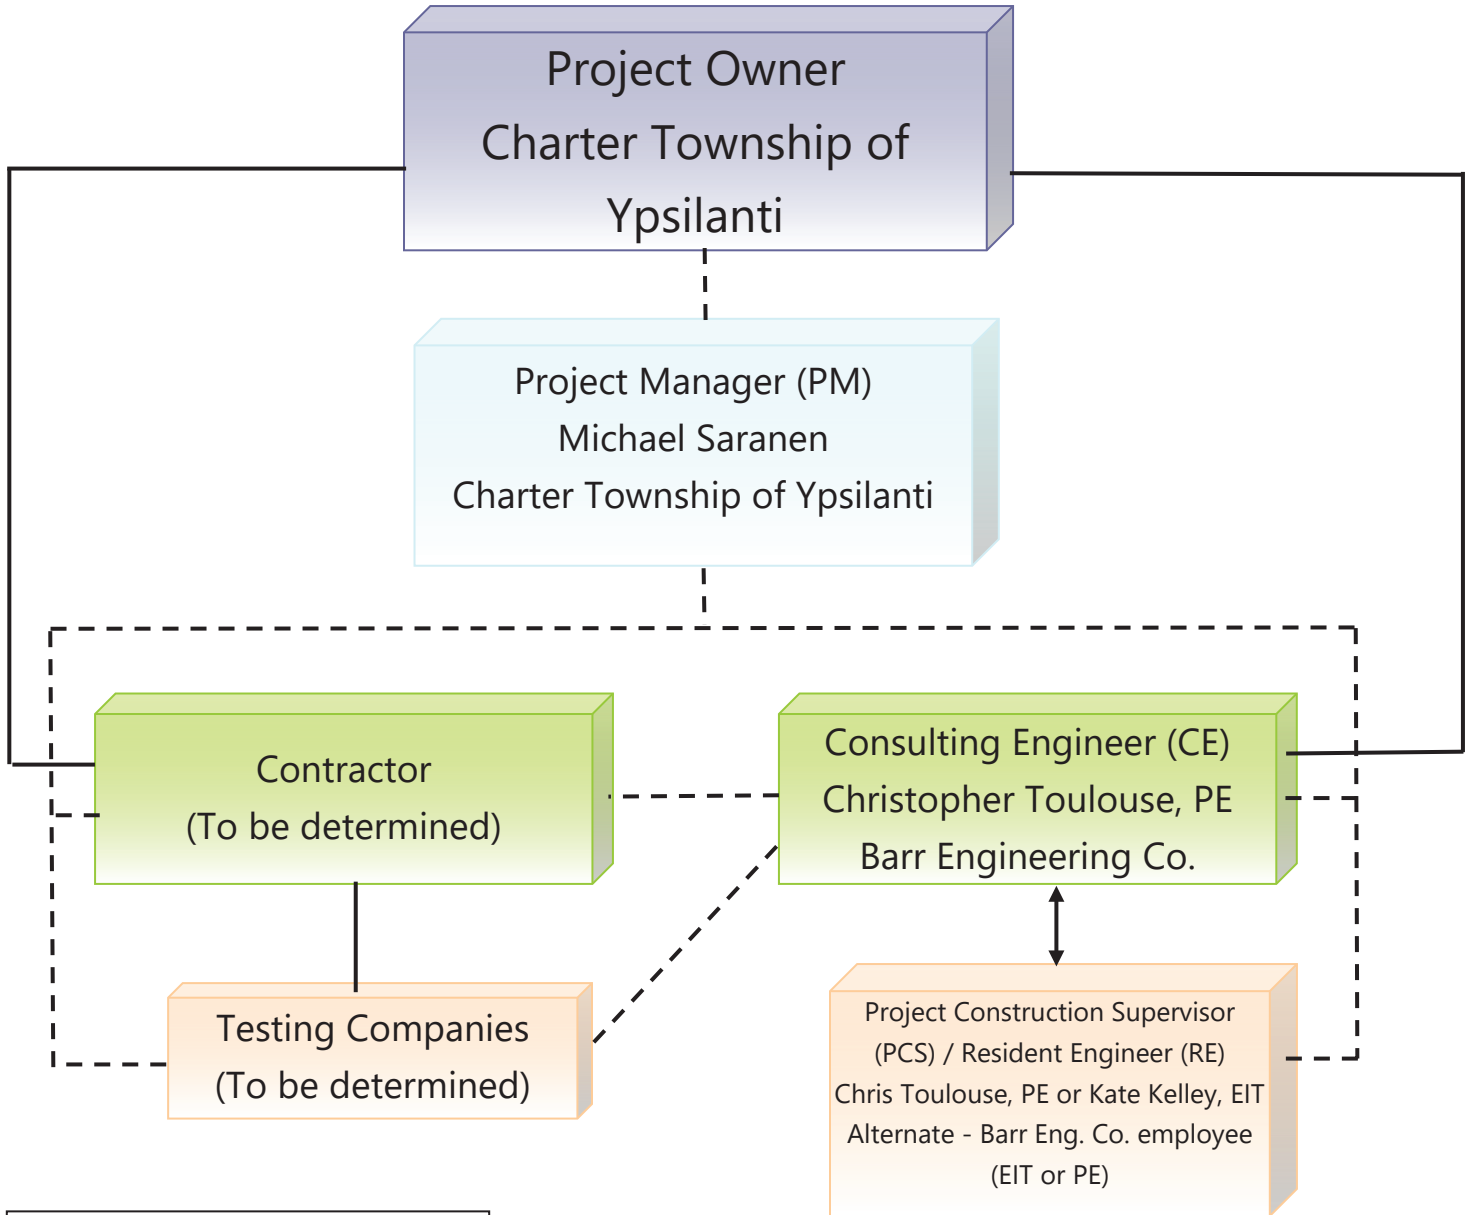 Project Owner
Charter Township of
Ypsilanti
Project Manager (PM)
Michael Saranen
Charter Township of Ypsilanti
Contractor
(To be determined)
Consulting Engineer (CE)
Christopher Toulouse, PE
Barr Engineering Co.
Testing Companies
(To be determined)
Project Construction Supervisor
(PCS) / Resident Engineer (RE)
Chris Toulouse, PE or Kate Kelley, EIT
Alternate - Barr Eng. Co. employee
(EIT or PE)